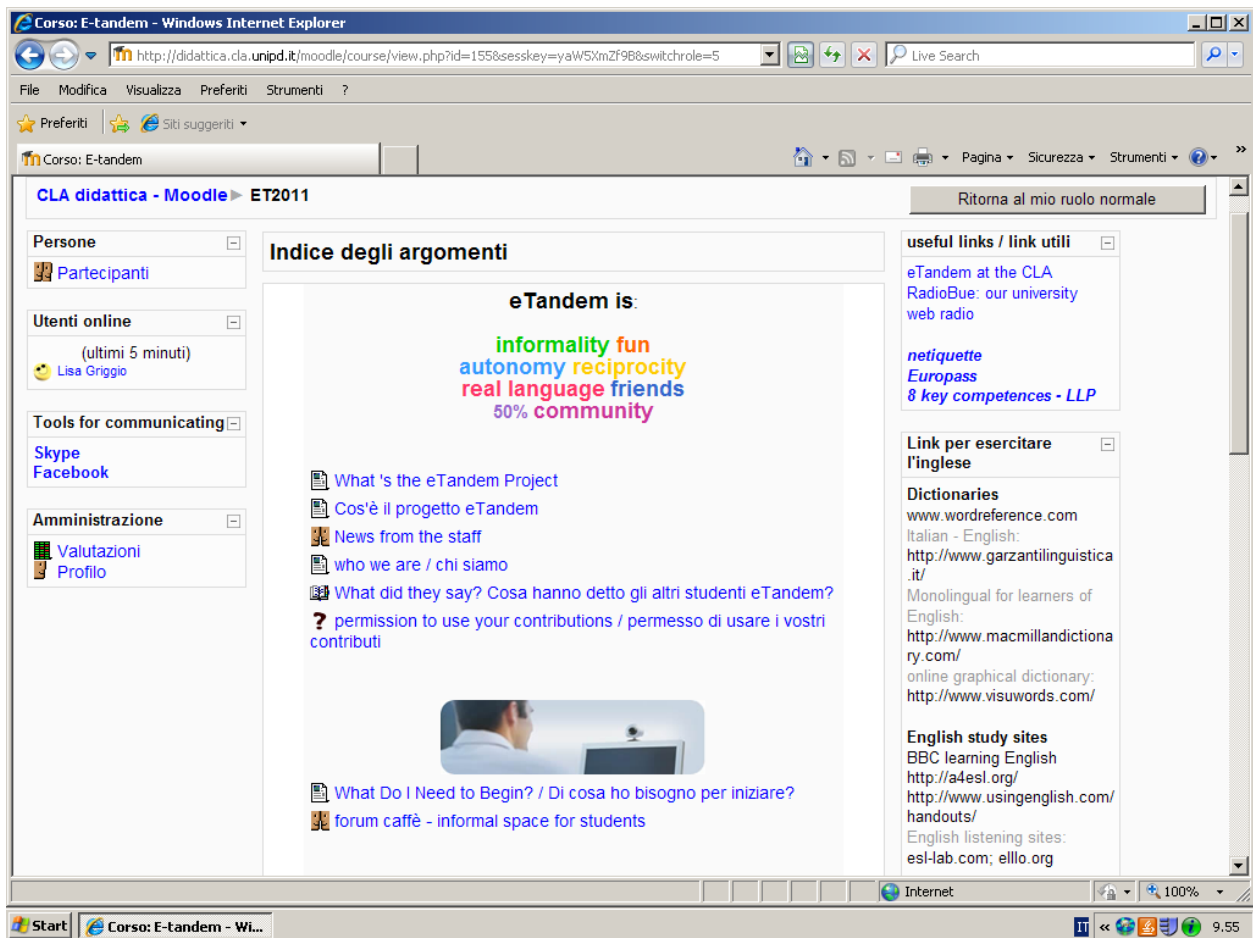 Corso: E-tandem - Windows Internet Explorer
http://didattica.cla.unipd.it/moodle/course/view.php?id=155&sesskey=yaW5XmZf9B&switchrole=5
Live Search
File Modifica Visualizza Preferiti Strumenti ?
Preferiti Siti suggeriti
Corso: E-tandem
Pagina Sicurezza Strumenti
CLA didattica - Moodle ► ET2011
Ritorna al mio ruolo normale
Persone
Partecipanti
Utenti online
(ultimi 5 minuti)
Lisa Griggio
Tools for communicating
Skype
Facebook
Amministrazione
Valutazioni
Profilo
Indice degli argomenti
eTandem is:
informality fun
autonomy reciprocity
real language friends
50% community
What 's the eTandem Project
Cos'è il progetto eTandem
News from the staff
who we are / chi siamo
What did they say? Cosa hanno detto gli altri studenti eTandem?
permission to use your contributions / permesso di usare i vostri
contributi
What Do I Need to Begin? / Di cosa ho bisogno per iniziare?
forum caffè - informal space for students
useful links / link utili
eTandem at the CLA
RadioBue: our university
web radio
netiquette
Europass
8 key competences - LLP
Link per esercitare
l'inglese
Dictionaries
www.wordreference.com
Italian - English:
http://www.garzantilinguistica
.it/
Monolingual for learners of
English:
http://www.macmillandictiona
ry.com/
online graphical dictionary:
http://www.visuwords.com/
English study sites
BBC learning English
http://a4esl.org/
http://www.usingenglish.com/
handouts/
English listening sites:
esl-lab.com; elllo.org
Internet
100%
Start
Corso: E-tandem - Wi...
IT
9.55